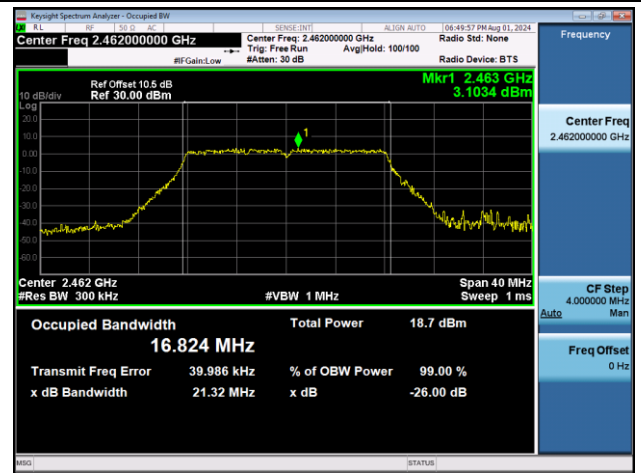 Keysight Spectrum Analyzer - Occupied BW
RL RF 50 Ω AC SENSE:INT ALIGN AUTO 06:49:57 PM Aug 01, 2024
Center Freq 2.462000000 GHz
Center Freq: 2.462000000 GHz Radio Std: None
Trig: Free Run Avg|Hold: 100/100
#IFGain:Low #Atten: 30 dB Radio Device: BTS
Ref Offset 10.5 dB Mkr1 2.463 GHz
10 dB/div Ref 30.00 dBm 3.1034 dBm
Log
20.0
10.0
0.00
-10.0
-20.0
-30.0
-40.0
-50.0
-60.0
1
Center 2.462 GHz Span 40 MHz
#Res BW 300 kHz #VBW 1 MHz Sweep 1 ms
Occupied Bandwidth Total Power 18.7 dBm
16.824 MHz
Transmit Freq Error 39.986 kHz % of OBW Power 99.00 %
x dB Bandwidth 21.32 MHz x dB -26.00 dB
MSG STATUS
Frequency
Center Freq
2.462000000 GHz
CF Step
4.000000 MHz
Auto Man
Freq Offset
0 Hz